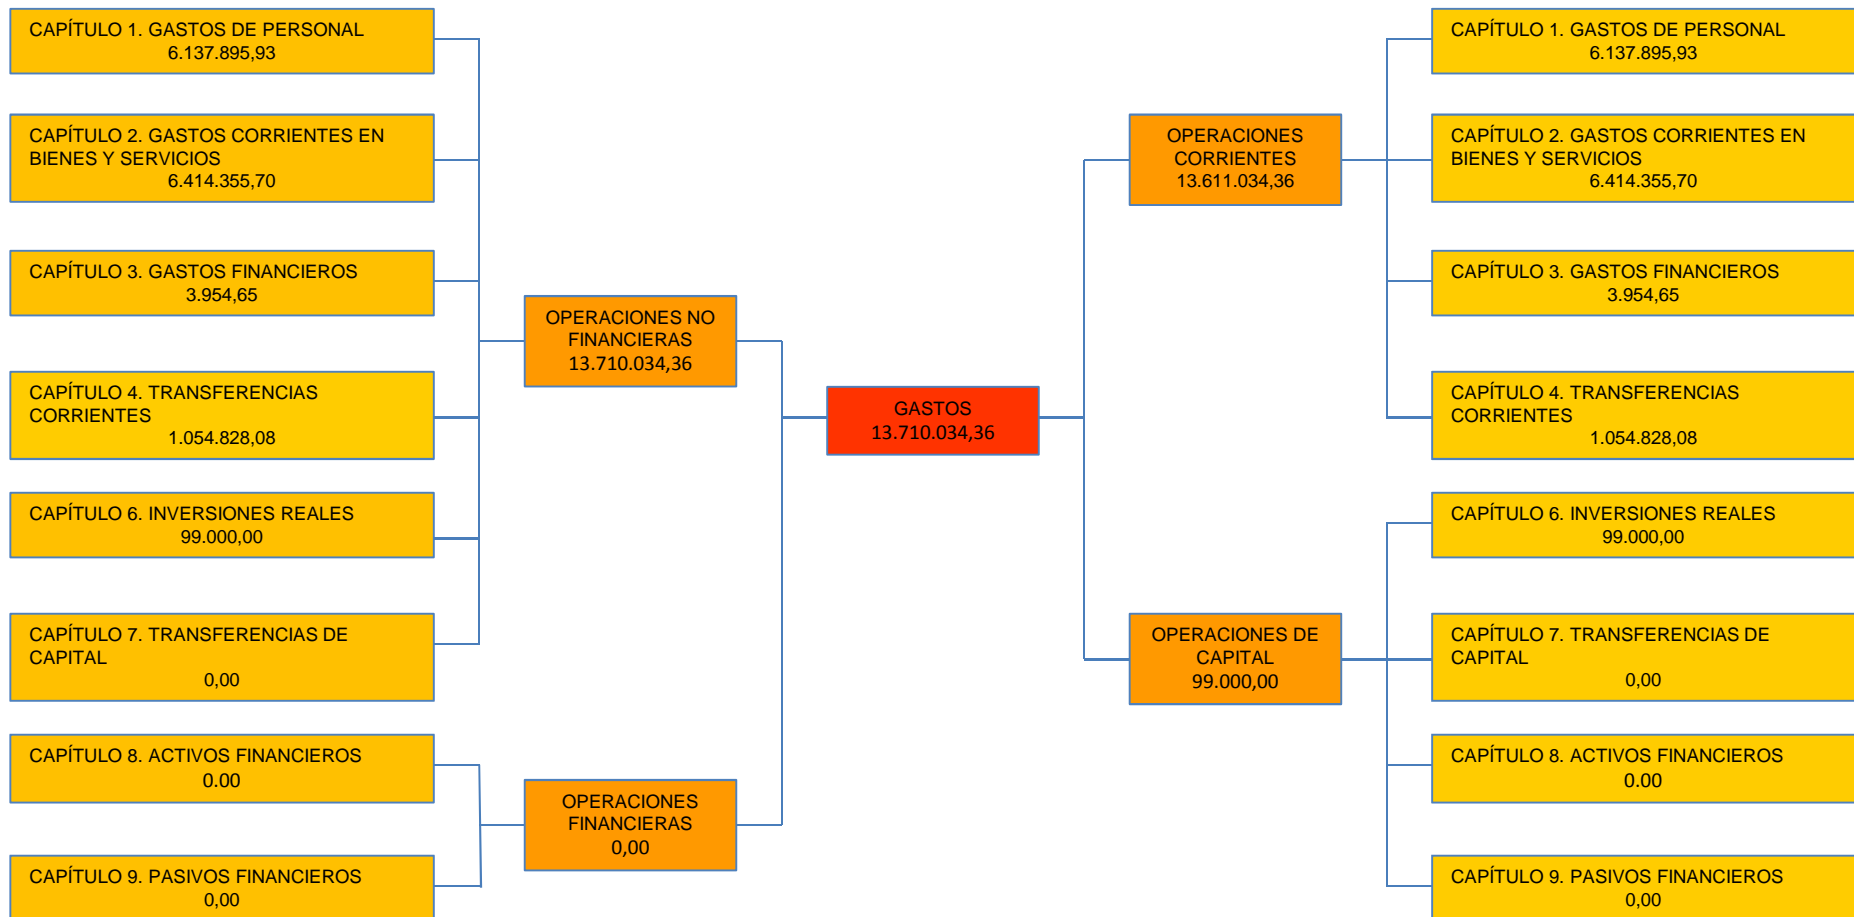 CAPÍTULO 1. GASTOS DE PERSONAL
6.137.895,93
CAPÍTULO 2. GASTOS CORRIENTES EN
BIENES Y SERVICIOS
6.414.355,70
CAPÍTULO 3. GASTOS FINANCIEROS
3.954,65
CAPÍTULO 4. TRANSFERENCIAS
CORRIENTES
1.054.828,08
CAPÍTULO 6. INVERSIONES REALES
99.000,00
CAPÍTULO 7. TRANSFERENCIAS DE
CAPITAL
0,00
CAPÍTULO 8. ACTIVOS FINANCIEROS
0.00
CAPÍTULO 9. PASIVOS FINANCIEROS
0,00
OPERACIONES NO
FINANCIERAS
13.710.034,36
OPERACIONES
FINANCIERAS
0,00
GASTOS
13.710.034,36
OPERACIONES
CORRIENTES
13.611.034,36
OPERACIONES DE
CAPITAL
99.000,00
CAPÍTULO 1. GASTOS DE PERSONAL
6.137.895,93
CAPÍTULO 2. GASTOS CORRIENTES EN
BIENES Y SERVICIOS
6.414.355,70
CAPÍTULO 3. GASTOS FINANCIEROS
3.954,65
CAPÍTULO 4. TRANSFERENCIAS
CORRIENTES
1.054.828,08
CAPÍTULO 6. INVERSIONES REALES
99.000,00
CAPÍTULO 7. TRANSFERENCIAS DE
CAPITAL
0,00
CAPÍTULO 8. ACTIVOS FINANCIEROS
0.00
CAPÍTULO 9. PASIVOS FINANCIEROS
0,00